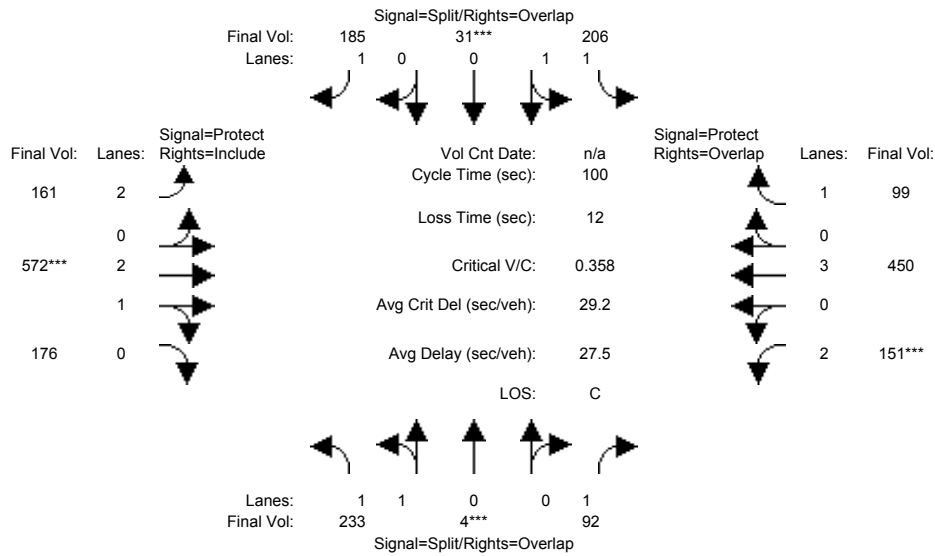 Signal=Split/Rights=Overlap
Final Vol: 185 31*** 206
Lanes: 1 0 0 1 1
Signal=Protect Signal=Protect
Final Vol: Lanes: Rights=Include Vol Cnt Date: n/a Rights=Overlap Lanes: Final Vol:
Cycle Time (sec): 100
161 2 1 99
Loss Time (sec): 12
0 0
572*** 2 Critical V/C: 0.358 3 450
1 Avg Crit Del (sec/veh): 29.2 0
176 0 Avg Delay (sec/veh): 27.5 2 151***
LOS: C
Lanes: 1 1 0 0 1
Final Vol: 233 4*** 92
Signal=Split/Rights=Overlap